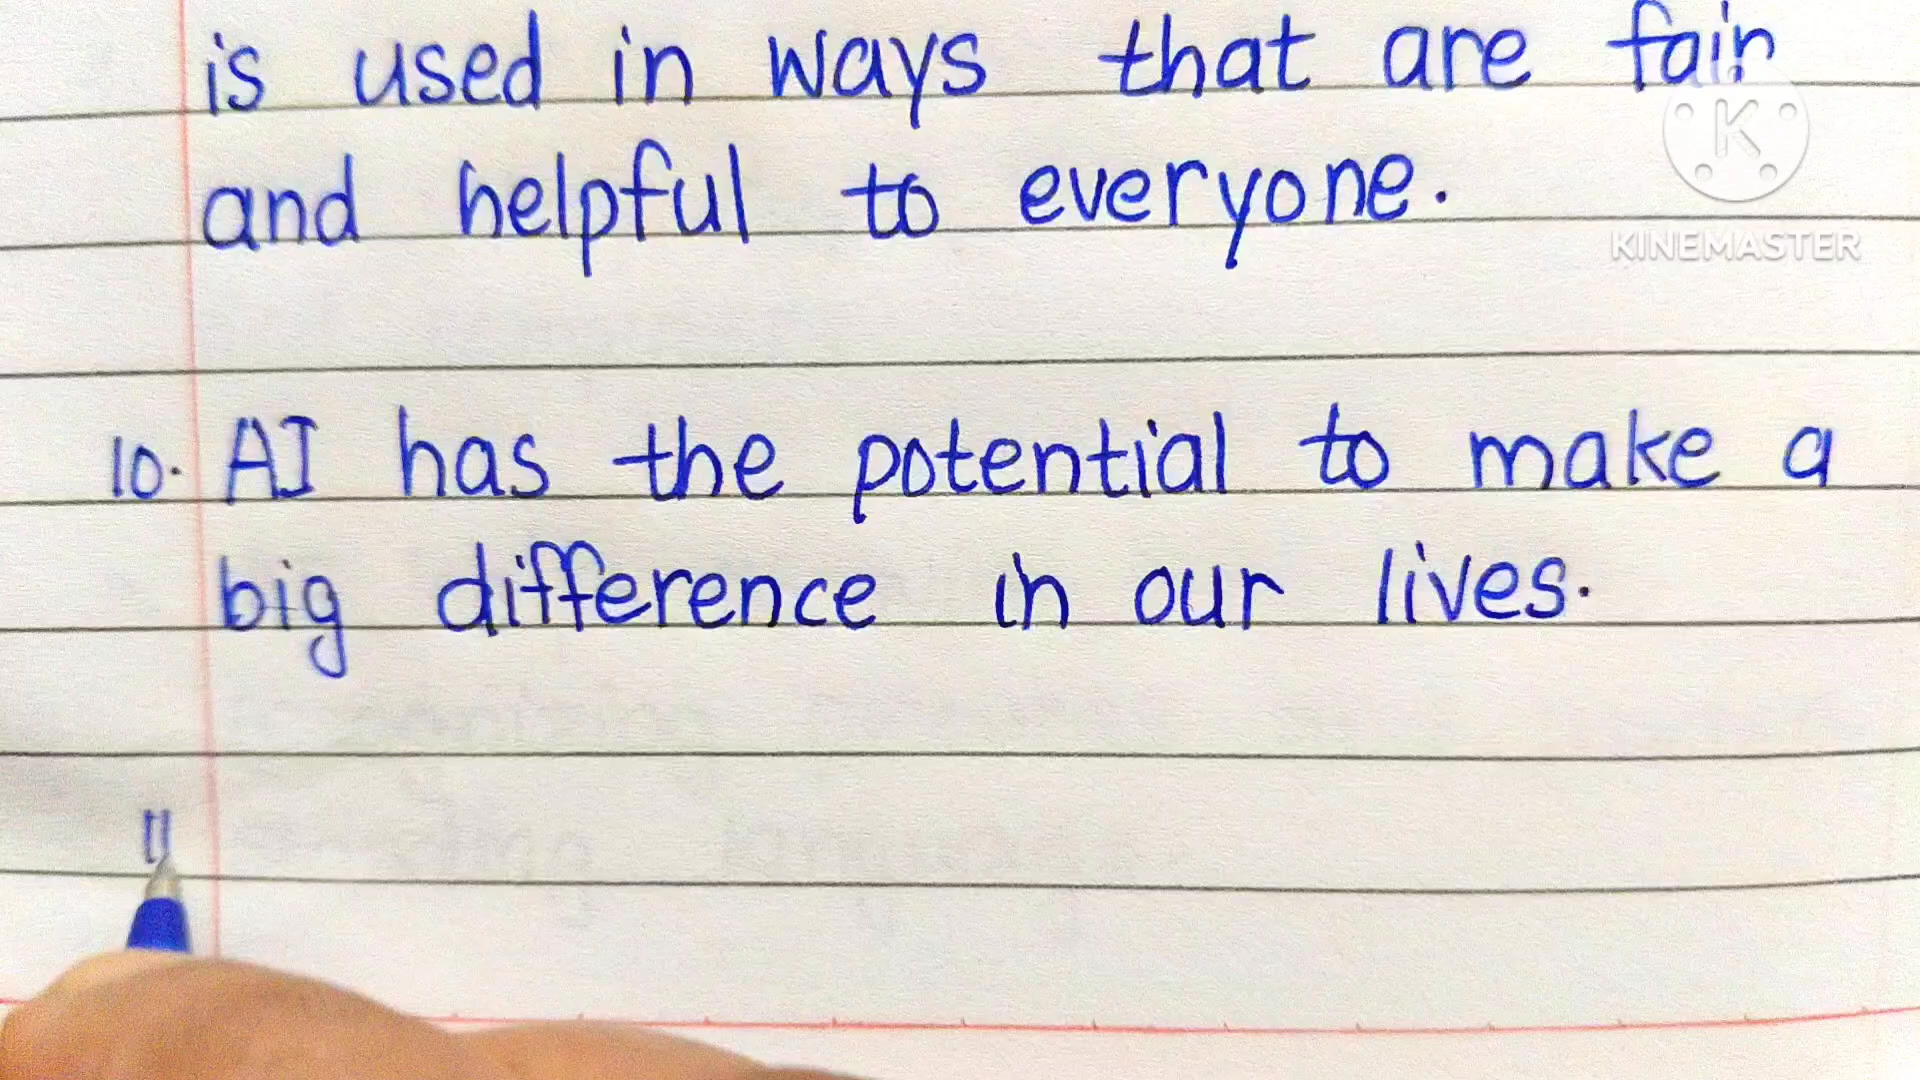 is used in ways that are fair
and helpful to everyone.
KINEMASTER
10. AI has the potential to make a
big difference in our lives.
11